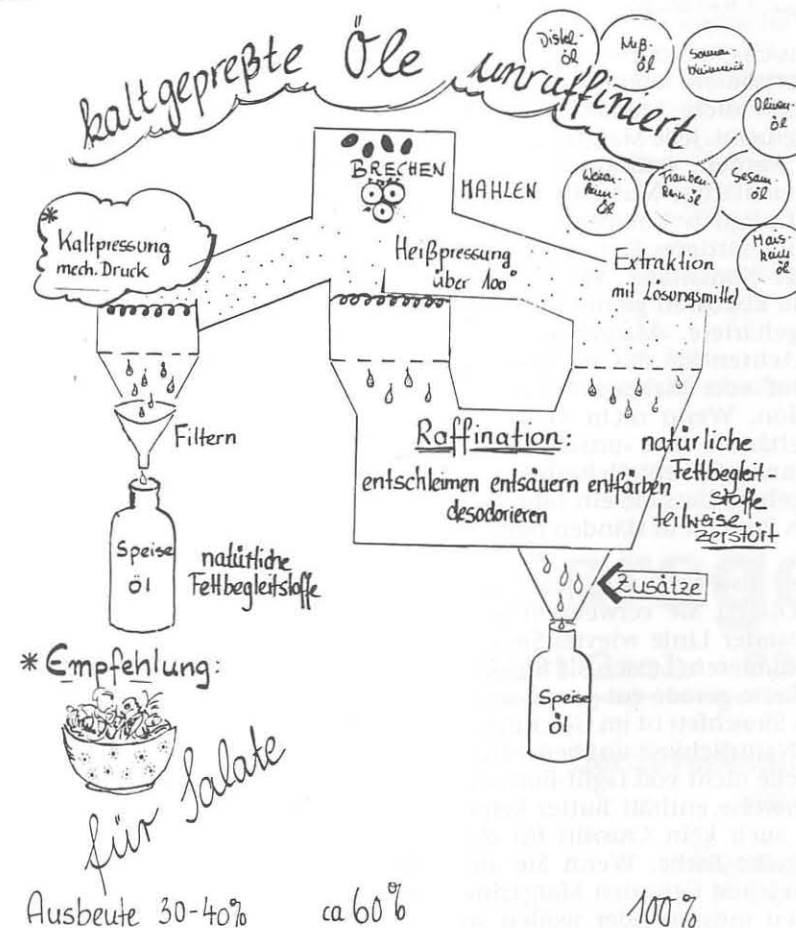 kaltgepreßte Öle unruffiniert
Distel-
öl
Nuß-
öl
Sonnen-
Oliven-
öl
Weizen-
keim-
öl
Trauben-
kernöl
Sesam-
öl
Mais-
keim
öl
BRECHEN
MAHLEN
*
Kaltpressung
mech. Druck
Heißpressung
über 100°
Extraktion
mit Lösungsmittel
Filtern
Raffination:
entschleimen entsäuern entfärben
desodorieren
natürliche
Fettbegleit-
stoffe
teilweise
zerstört
Speise
Öl
natürliche
Fettbegleitstoffe
Zusätze
Speise
Öl
* Empfehlung:
für Salate
Ausbeute 30-40% ca 60% 100%